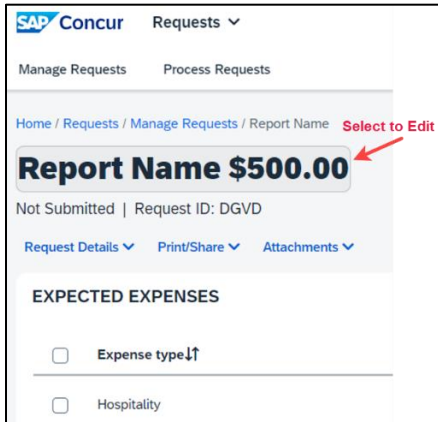 SAP Concur Requests
Manage Requests Process Requests
Home / Requests / Manage Requests / Report Name Select to Edit
Report Name $500.00
Not Submitted | Request ID: DGVD
Request Details Print/Share Attachments
EXPECTED EXPENSES
Expense type↓↑
Hospitality